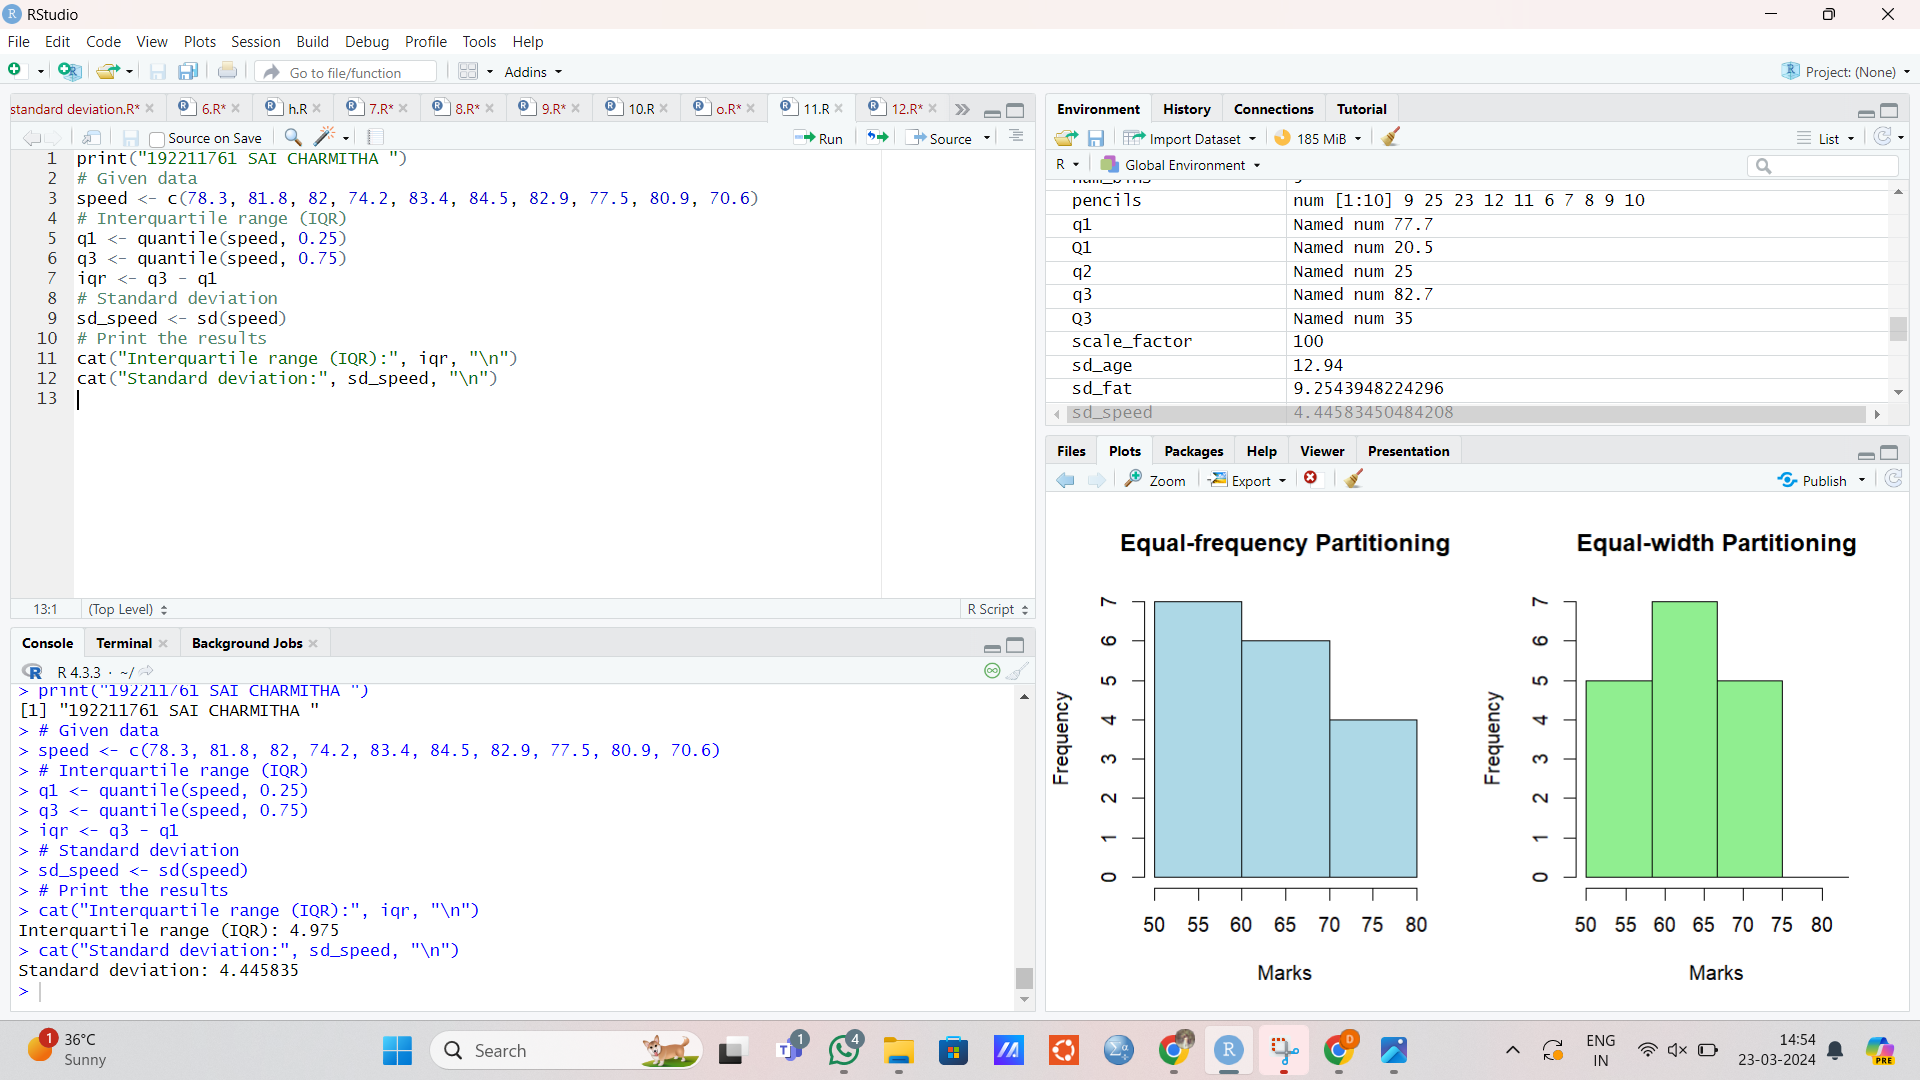 RStudio
File Edit Code View Plots Session Build Debug Profile Tools Help
Go to file/function Addins Project: (None)
standard deviation.R* 6.R* h.R 7.R* 8.R* 9.R* 10.R o.R* 11.R 12.R*
Source on Save Run Source
1 print("192211761 SAI CHARMITHA ")
2 # Given data
3 speed <- c(78.3, 81.8, 82, 74.2, 83.4, 84.5, 82.9, 77.5, 80.9, 70.6)
4 # Interquartile range (IQR)
5 q1 <- quantile(speed, 0.25)
6 q3 <- quantile(speed, 0.75)
7 iqr <- q3 - q1
8 # Standard deviation
9 sd_speed <- sd(speed)
10 # Print the results
11 cat("Interquartile range (IQR):", iqr, "\n")
12 cat("Standard deviation:", sd_speed, "\n")
13
13:1 (Top Level) R Script
Console Terminal Background Jobs
R 4.3.3 · ~/
> print("192211761 SAI CHARMITHA ")
[1] "192211761 SAI CHARMITHA "
> # Given data
> speed <- c(78.3, 81.8, 82, 74.2, 83.4, 84.5, 82.9, 77.5, 80.9, 70.6)
> # Interquartile range (IQR)
> q1 <- quantile(speed, 0.25)
> q3 <- quantile(speed, 0.75)
> iqr <- q3 - q1
> # Standard deviation
> sd_speed <- sd(speed)
> # Print the results
> cat("Interquartile range (IQR):", iqr, "\n")
Interquartile range (IQR): 4.975
> cat("Standard deviation:", sd_speed, "\n")
Standard deviation: 4.445835
>
Environment History Connections Tutorial
Import Dataset 185 MiB List
R Global Environment
pencils num [1:10] 9 25 23 12 11 6 7 8 9 10
q1 Named num 77.7
Q1 Named num 20.5
q2 Named num 25
q3 Named num 82.7
Q3 Named num 35
scale_factor 100
sd_age 12.94
sd_fat 9.2543948224296
sd_speed 4.44583450484208
Files Plots Packages Help Viewer Presentation
Zoom Export Publish
Equal-frequency Partitioning
Frequency
0 1 2 3 4 5 6 7
50 55 60 65 70 75 80
Marks
Equal-width Partitioning
Frequency
0 1 2 3 4 5 6 7
50 55 60 65 70 75 80
Marks
1 36°C
Sunny
Search
1
4
D
ENG
IN
14:54
23-03-2024
PRE